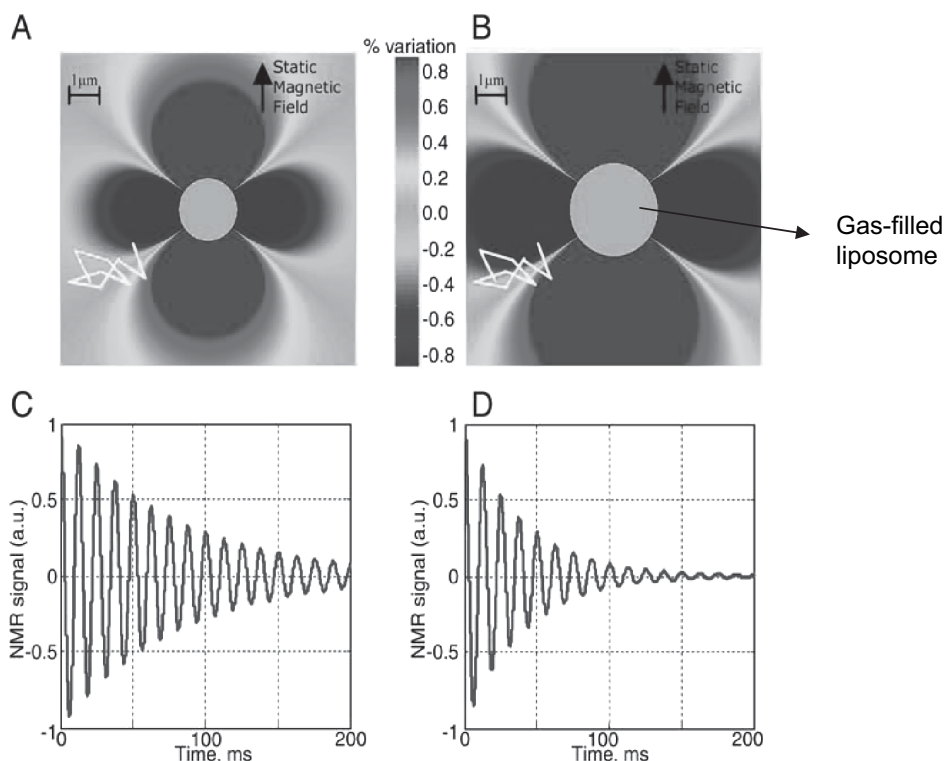 A
1μm
Static
Magnetic
Field
% variation
0.8
0.6
0.4
0.2
0.0
-0.2
-0.4
-0.6
-0.8
B
1μm
Static
Magnetic
Field
Gas-filled
liposome
C
NMR signal (a.u.)
1
0.5
0
-0.5
-1
0
100
200
Time, ms
D
NMR signal (a.u.)
1
0.5
0
-0.5
-1
0
100
200
Time, ms